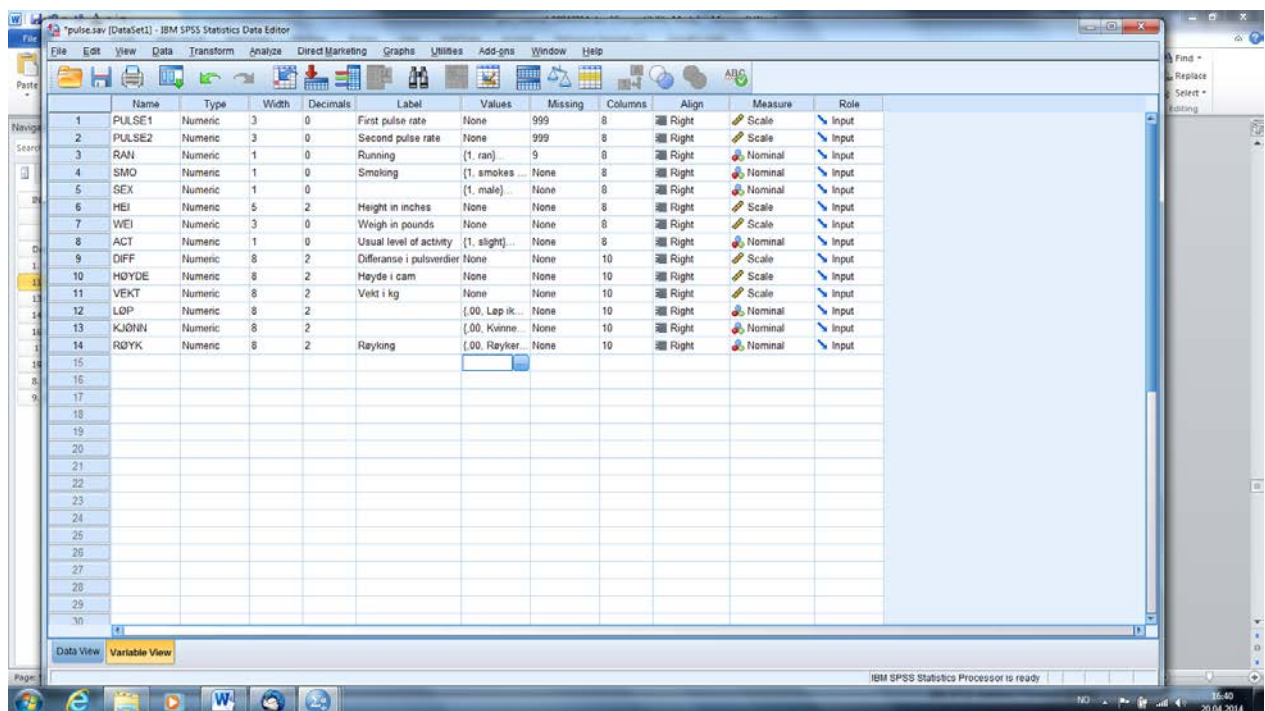 *pulse.sav [DataSet1] - IBM SPSS Statistics Data Editor
File Edit View Data Transform Analyze Direct Marketing Graphs Utilities Add-ons Window Help
Name Type Width Decimals Label Values Missing Columns Align Measure Role
1 PULSE1 Numeric 3 0 First pulse rate None 999 8 Right Scale Input
2 PULSE2 Numeric 3 0 Second pulse rate None 999 8 Right Scale Input
3 RAN Numeric 1 0 Running {1, ran}... 9 8 Right Nominal Input
4 SMO Numeric 1 0 Smoking {1, smokes ... None 8 Right Nominal Input
5 SEX Numeric 1 0 {1, male}... None 8 Right Nominal Input
6 HEI Numeric 5 2 Height in inches None None 8 Right Scale Input
7 WEI Numeric 3 0 Weigh in pounds None None 8 Right Scale Input
8 ACT Numeric 1 0 Usual level of activity {1, slight}... None 8 Right Nominal Input
9 DIFF Numeric 8 2 Differanse i pulsverdier None None 10 Right Scale Input
10 HØYDE Numeric 8 2 Høyde i cam None None 10 Right Scale Input
11 VEKT Numeric 8 2 Vekt i kg None None 10 Right Scale Input
12 LØP Numeric 8 2 {,00, Løp ik... None 10 Right Nominal Input
13 KJØNN Numeric 8 2 {,00, Kvinne... None 10 Right Nominal Input
14 RØYK Numeric 8 2 Røyking {,00, Røyker... None 10 Right Nominal Input
15
16
17
18
19
20
21
22
23
24
25
26
27
28
29
30
Data View Variable View
IBM SPSS Statistics Processor is ready
File
Paste
Find
Replace
Select
Editing
Page:
NO
16:40
20.04.2014